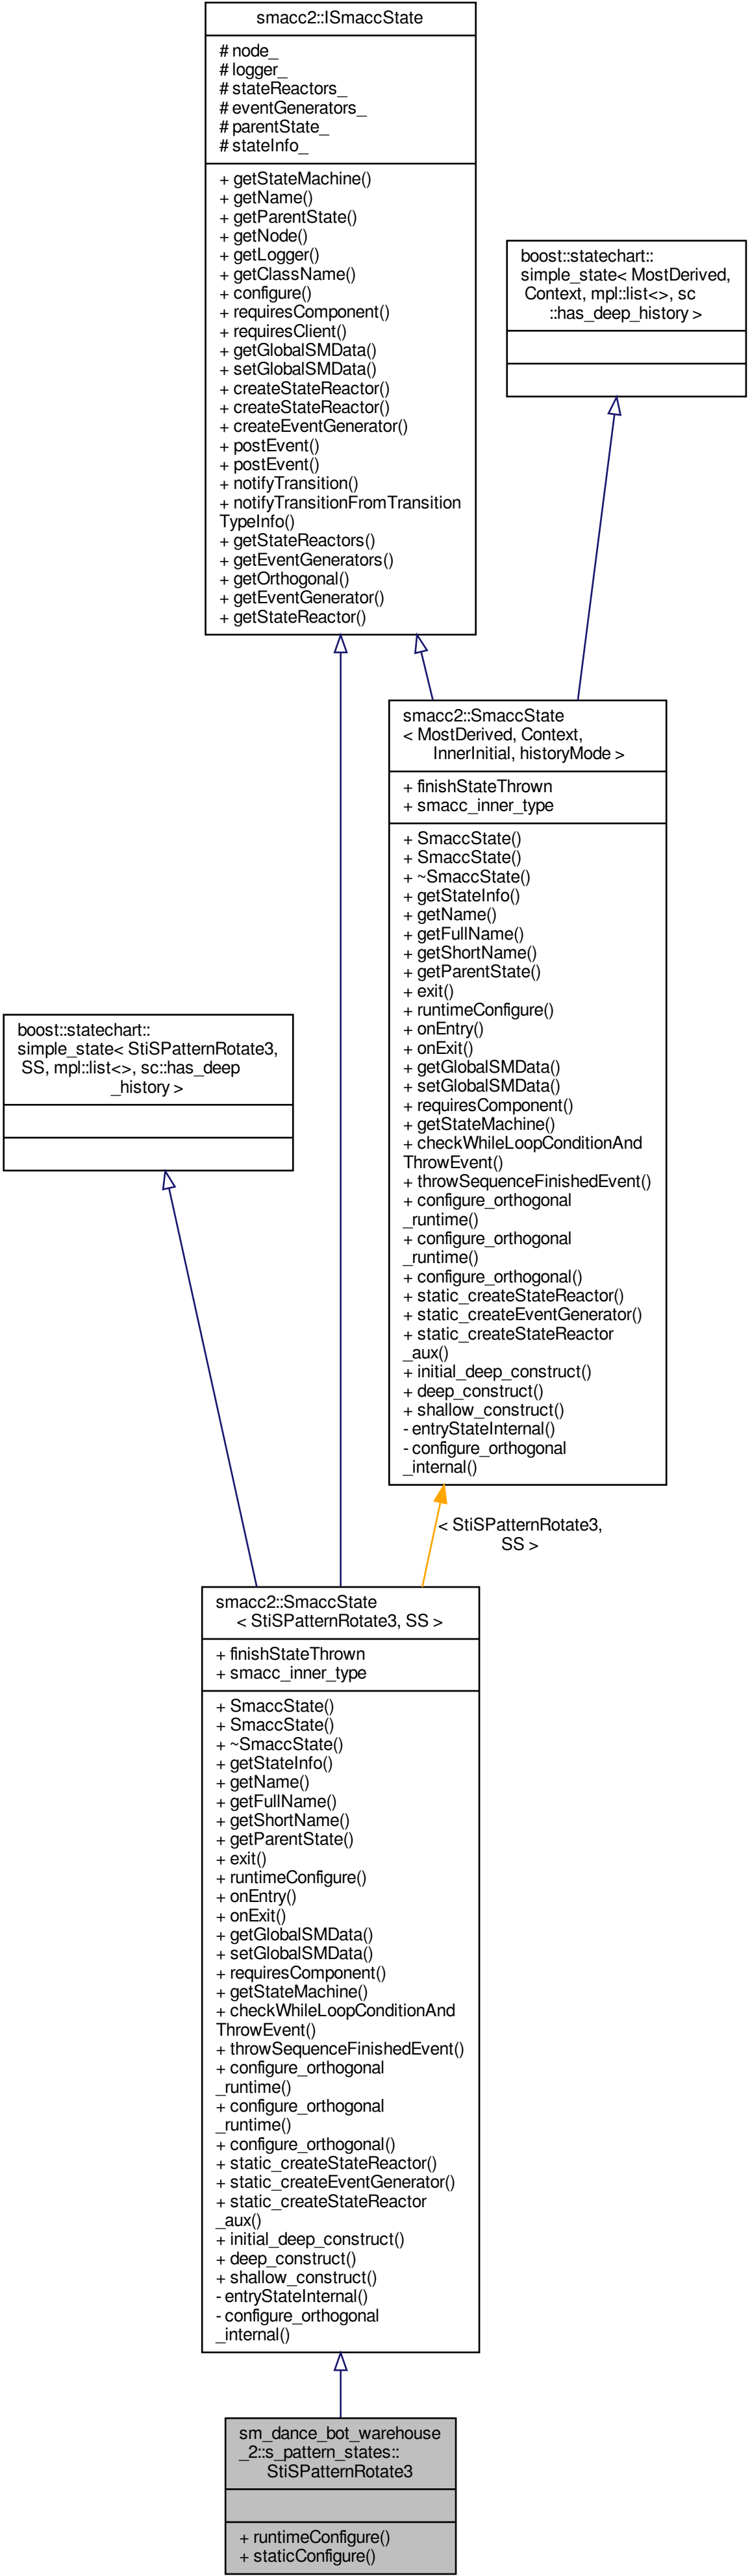 smacc2::ISmaccState
# node_
# logger_
# stateReactors_
# eventGenerators_
# parentState_
# stateInfo_
+ getStateMachine()
+ getName()
+ getParentState()
+ getNode()
+ getLogger()
+ getClassName()
+ configure()
+ requiresComponent()
+ requiresClient()
+ getGlobalSMData()
+ setGlobalSMData()
+ createStateReactor()
+ createStateReactor()
+ createEventGenerator()
+ postEvent()
+ postEvent()
+ notifyTransition()
+ notifyTransitionFromTransition
TypeInfo()
+ getStateReactors()
+ getEventGenerators()
+ getOrthogonal()
+ getEventGenerator()
+ getStateReactor()
boost::statechart::
simple_state< MostDerived,
Context, mpl::list<>, sc
::has_deep_history >
smacc2::SmaccState
< MostDerived, Context,
InnerInitial, historyMode >
+ finishStateThrown
+ smacc_inner_type
+ SmaccState()
+ SmaccState()
+ ~SmaccState()
+ getStateInfo()
+ getName()
+ getFullName()
+ getShortName()
+ getParentState()
+ exit()
+ runtimeConfigure()
+ onEntry()
+ onExit()
+ getGlobalSMData()
+ setGlobalSMData()
+ requiresComponent()
+ getStateMachine()
+ checkWhileLoopConditionAnd
ThrowEvent()
+ throwSequenceFinishedEvent()
+ configure_orthogonal
_runtime()
+ configure_orthogonal
_runtime()
+ configure_orthogonal()
+ static_createStateReactor()
+ static_createEventGenerator()
+ static_createStateReactor
_aux()
+ initial_deep_construct()
+ deep_construct()
+ shallow_construct()
- entryStateInternal()
- configure_orthogonal
_internal()
boost::statechart::
simple_state< StiSPatternRotate3,
SS, mpl::list<>, sc::has_deep
_history >
< StiSPatternRotate3,
SS >
smacc2::SmaccState
< StiSPatternRotate3, SS >
+ finishStateThrown
+ smacc_inner_type
+ SmaccState()
+ SmaccState()
+ ~SmaccState()
+ getStateInfo()
+ getName()
+ getFullName()
+ getShortName()
+ getParentState()
+ exit()
+ runtimeConfigure()
+ onEntry()
+ onExit()
+ getGlobalSMData()
+ setGlobalSMData()
+ requiresComponent()
+ getStateMachine()
+ checkWhileLoopConditionAnd
ThrowEvent()
+ throwSequenceFinishedEvent()
+ configure_orthogonal
_runtime()
+ configure_orthogonal
_runtime()
+ configure_orthogonal()
+ static_createStateReactor()
+ static_createEventGenerator()
+ static_createStateReactor
_aux()
+ initial_deep_construct()
+ deep_construct()
+ shallow_construct()
- entryStateInternal()
- configure_orthogonal
_internal()
sm_dance_bot_warehouse
_2::s_pattern_states::
StiSPatternRotate3
+ runtimeConfigure()
+ staticConfigure()